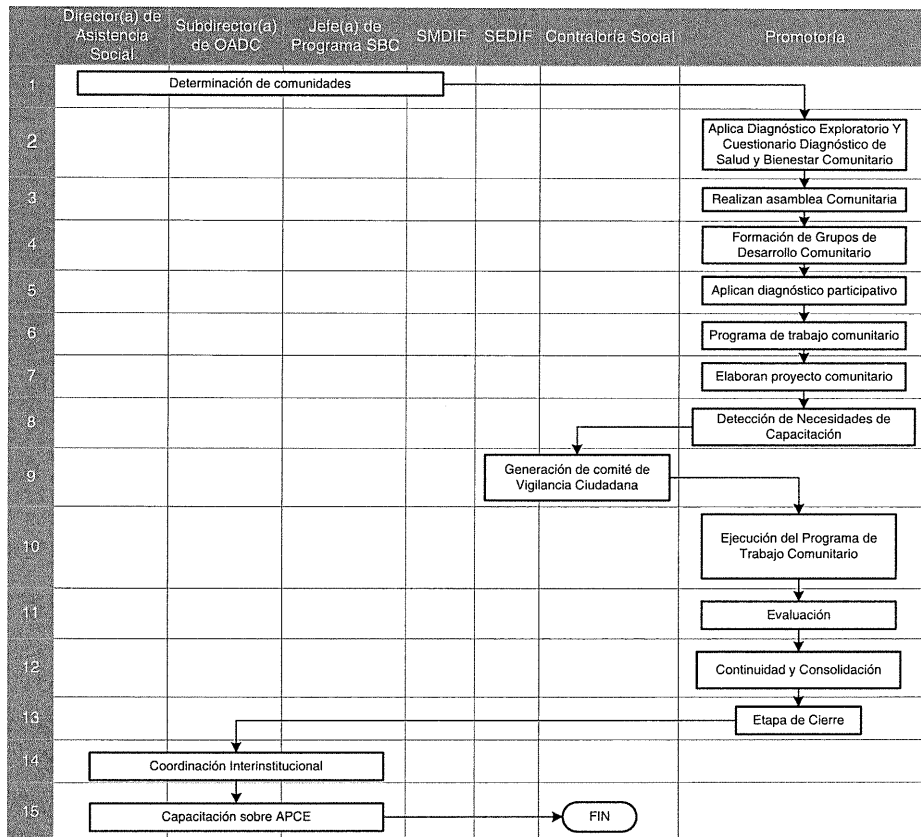 Director(a) de
Asistencia
Social
Subdirector(a)
de OADC
Jefe(a) de
Programa SBC
SMDIF
SEDIF
Contraloría Social
Promotoría
1
Determinación de comunidades
2
Aplica Diagnóstico Exploratorio Y
Cuestionario Diagnóstico de
Salud y Bienestar Comunitario
3
Realizan asamblea Comunitaria
4
Formación de Grupos de
Desarrollo Comunitario
5
Aplican diagnóstico participativo
6
Programa de trabajo comunitario
7
Elaboran proyecto comunitario
8
Detección de Necesidades de
Capacitación
9
Generación de comité de
Vigilancia Ciudadana
10
Ejecución del Programa de
Trabajo Comunitario
11
Evaluación
12
Continuidad y Consolidación
13
Etapa de Cierre
14
Coordinación Interinstitucional
15
Capacitación sobre APCE
FIN